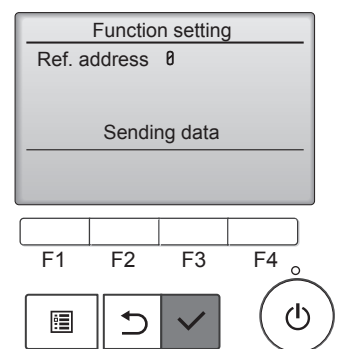 Function setting
Ref. address 0
Sending data
F1 F2 F3 F4